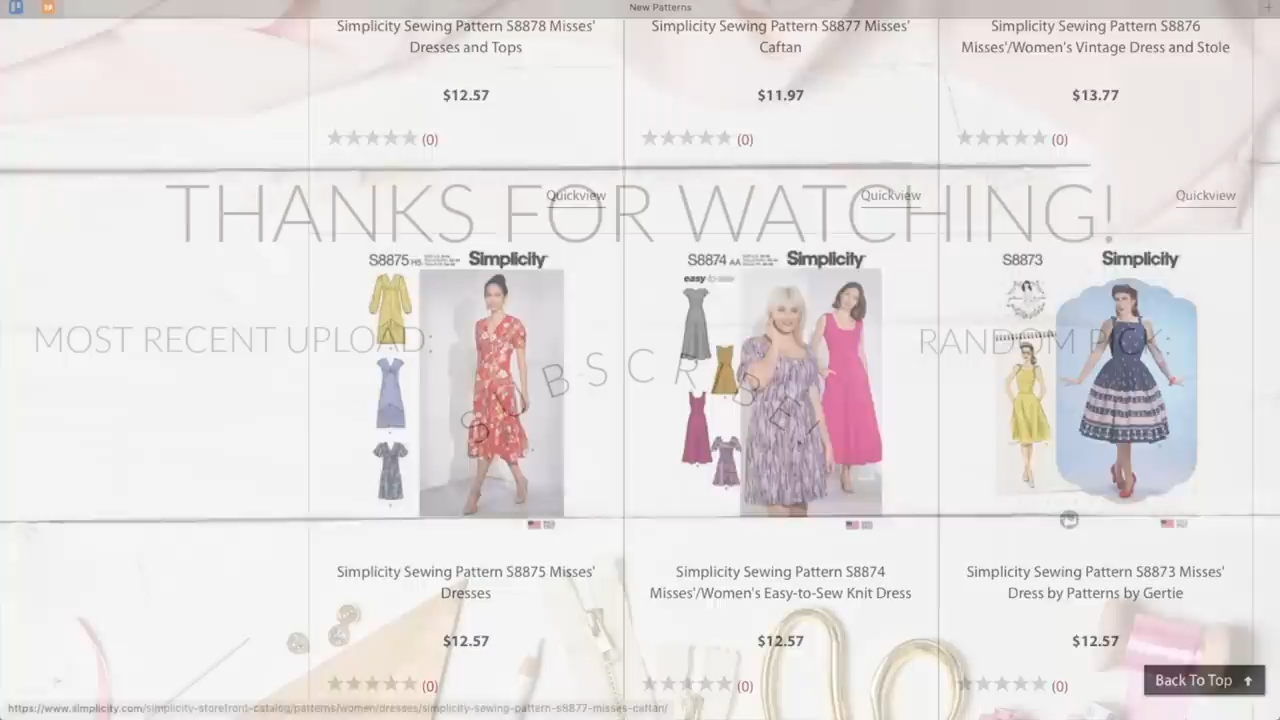 New Patterns
Simplicity Sewing Pattern S8878 Misses'
Dresses and Tops
$12.57
(0)
Simplicity Sewing Pattern S8877 Misses'
Caftan
$11.97
(0)
Simplicity Sewing Pattern S8876
Misses'/Women's Vintage Dress and Stole
$13.77
(0)
THANKS FOR WATCHING!
Quickview
Quickview
Quickview
S8875 H5
Simplicity
S8874 AA
Simplicity
easy to sew
S8873
Simplicity
MOST RECENT UPLOAD:
RANDOM PICK:
SUBSCRIBE!
Simplicity Sewing Pattern S8875 Misses'
Dresses
$12.57
(0)
Simplicity Sewing Pattern S8874
Misses'/Women's Easy-to-Sew Knit Dress
$12.57
(0)
Simplicity Sewing Pattern S8873 Misses'
Dress by Patterns by Gertie
$12.57
(0)
Back To Top
https://www.simplicity.com/simplicity-storefront-catalog/patterns/women/dresses/simplicity-sewing-pattern-s8877-misses-caftan/